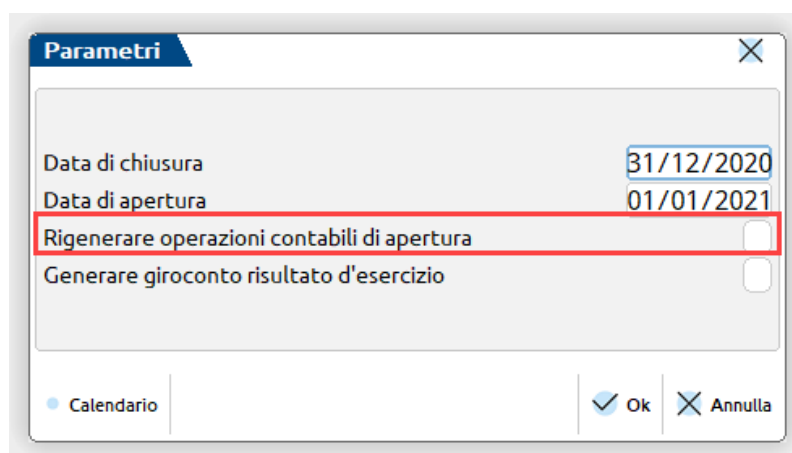 Parametri
Data di chiusura 31/12/2020
Data di apertura 01/01/2021
Rigenerare operazioni contabili di apertura
Generare giroconto risultato d'esercizio
Calendario Ok Annulla